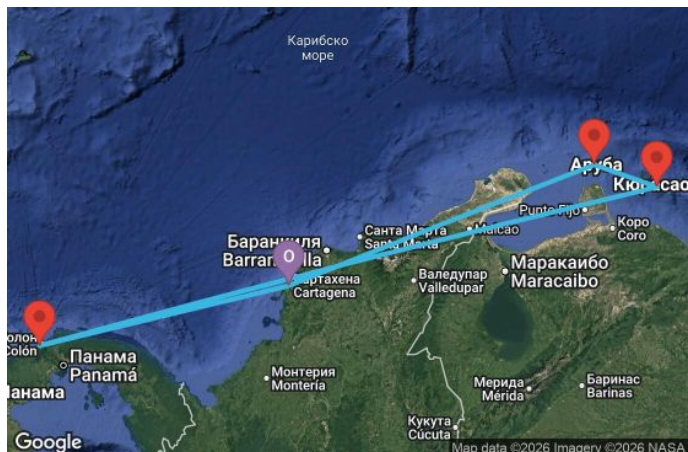 Карибско
море
Аруба
Кюрасао
Punto Fijo
Коро
Coro
Санта Марта
Santa Marta
Maicao
Баранкиля
Barranquilla
О
Картахена
Cartagena
Маракаибо
Maracaibo
Валедупар
Valledupar
Колон
Colón
Панама
Panamá
Панама
Монтерия
Montería
Мерида
Mérida
Баринас
Barinas
Кукута
Cúcuta
Google
Map data ©2026 Imagery ©2026 NASA